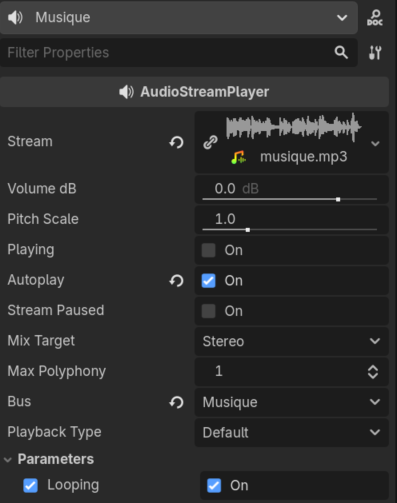 Musique
DOC
Filter Properties
AudioStreamPlayer
Stream musique.mp3
Volume dB 0.0 dB
Pitch Scale 1.0
Playing On
Autoplay On
Stream Paused On
Mix Target Stereo
Max Polyphony 1
Bus Musique
Playback Type Default
Parameters
Looping On